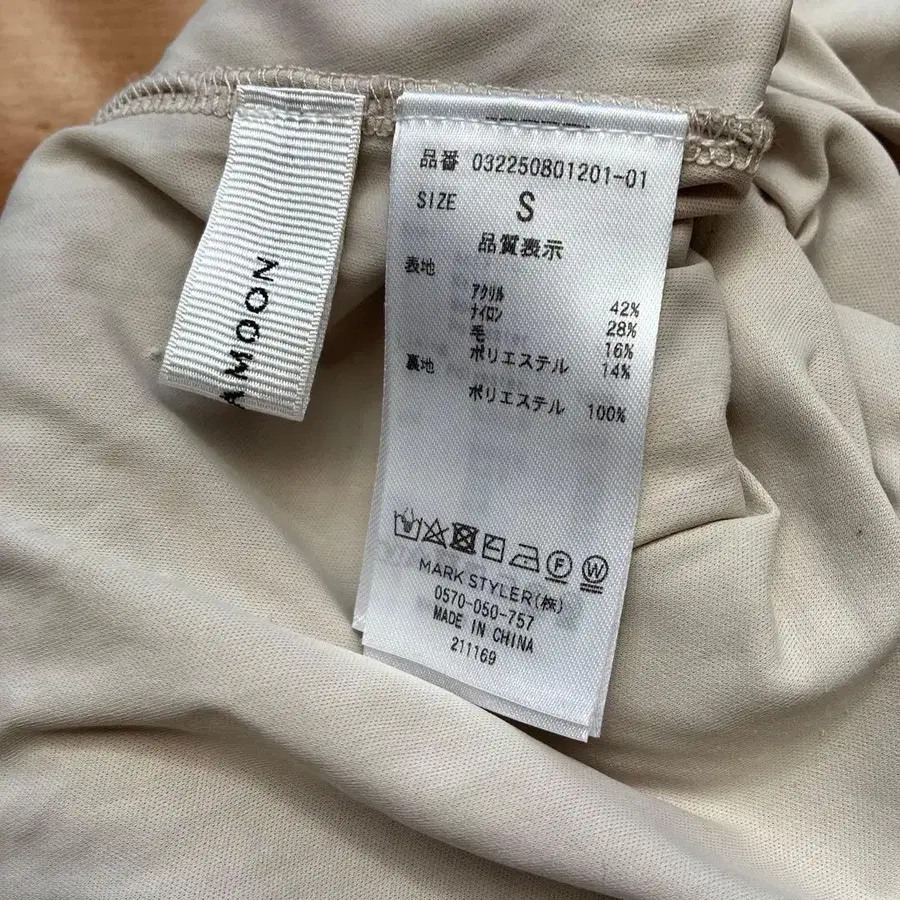 A MOON
品番 032250801201-01
SIZE S
品質表示
表地
アクリル 42%
ナイロン 28%
毛 16%
ポリエステル 14%
裏地
ポリエステル 100%
F W
MARK STYLER(株)
0570-050-757
MADE IN CHINA
211169